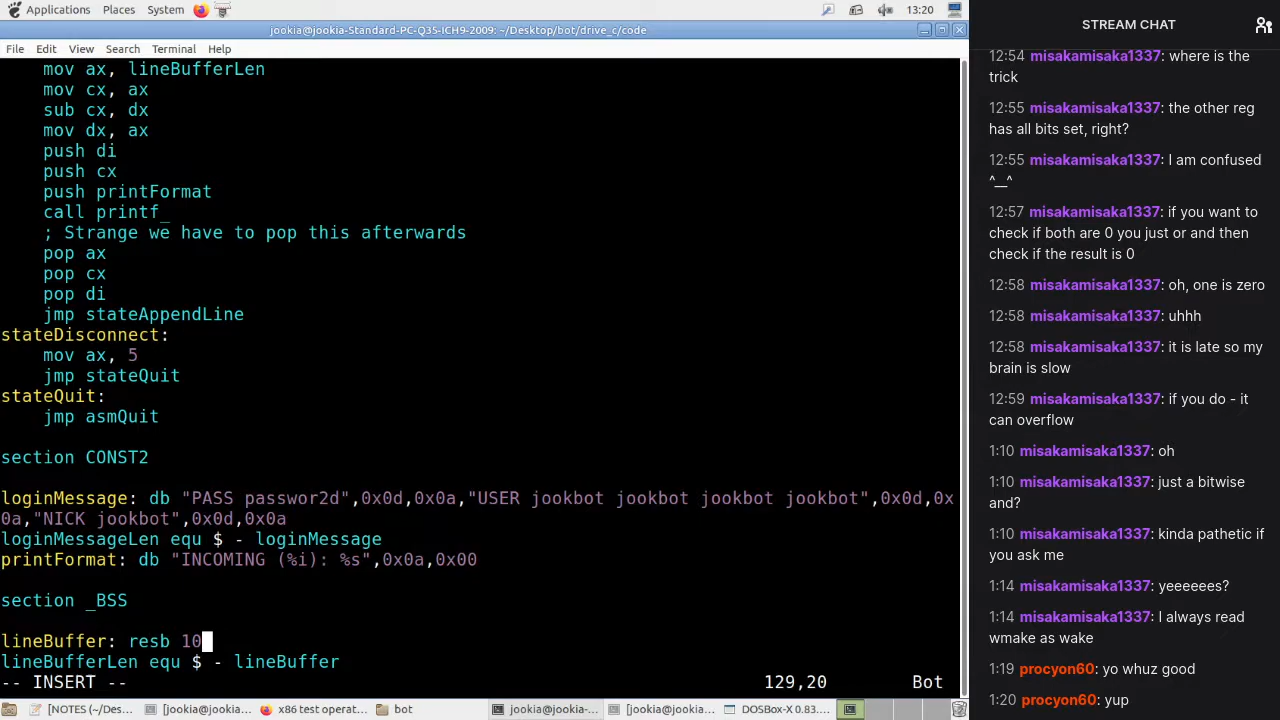 Applications Places System 13:20
jookia@jookia-Standard-PC-Q35-ICH9-2009: ~/Desktop/bot/drive_c/code
File Edit View Search Terminal Help
mov ax, lineBufferLen
mov cx, ax
sub cx, dx
mov dx, ax
push di
push cx
push printFormat
call printf_
; Strange we have to pop this afterwards
pop ax
pop cx
pop di
jmp stateAppendLine
stateDisconnect:
mov ax, 5
jmp stateQuit
stateQuit:
jmp asmQuit
section CONST2
loginMessage: db "PASS passwor2d",0x0d,0x0a,"USER jookbot jookbot jookbot jookbot",0x0d,0x
0a,"NICK jookbot",0x0d,0x0a
loginMessageLen equ $ - loginMessage
printFormat: db "INCOMING (%i): %s",0x0a,0x00
section _BSS
lineBuffer: resb 10
lineBufferLen equ $ - lineBuffer
-- INSERT -- 129,20 Bot
[NOTES (~/Des... [jookia@jookia... x86 test operat... bot jookia@jookia-... [jookia@jookia... DOSBox-X 0.83....
STREAM CHAT
12:54 misakamisaka1337: where is the
trick
12:55 misakamisaka1337: the other reg
has all bits set, right?
12:55 misakamisaka1337: I am confused
^__^
12:57 misakamisaka1337: if you want to
check if both are 0 you just or and then
check if the result is 0
12:58 misakamisaka1337: oh, one is zero
12:58 misakamisaka1337: uhhh
12:58 misakamisaka1337: it is late so my
brain is slow
12:59 misakamisaka1337: if you do - it
can overflow
1:10 misakamisaka1337: oh
1:10 misakamisaka1337: just a bitwise
and?
1:10 misakamisaka1337: kinda pathetic if
you ask me
1:14 misakamisaka1337: yeeeeees?
1:14 misakamisaka1337: I always read
wmake as wake
1:19 procyon60: yo whuz good
1:20 procyon60: yup